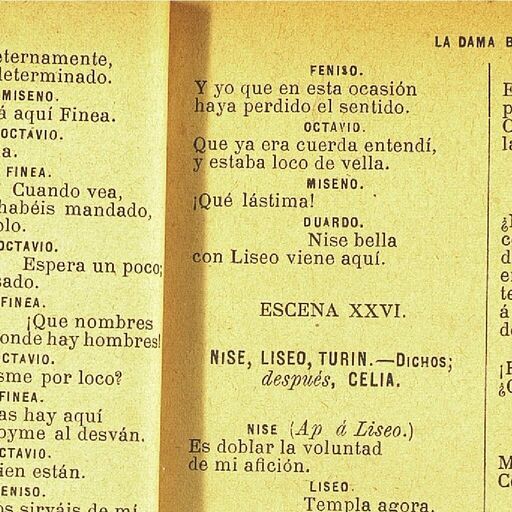 eternamente,
determinado.
MISENO.
á aquí Finea.
OCTAVIO.
a.
FINEA.
Cuando vea,
habéis mandado,
olo.
OCTAVIO.
Espera un poco;
sado.
FINEA.
¡Que nombres
onde hay hombres!
CTAVIO.
sme por loco?
FINEA.
as hay aquí
oyme al desván.
CTAVIO.
ien están.
ENISO.
os sirváis de mí
LA DAMA B
FENISO.
Y yo que en esta ocasión
haya perdido el sentido.
OCTAVIO.
Que ya era cuerda entendí,
y estaba loco de vella.
MISENO.
¡Qué lástima!
DUARDO.
Nise bella
con Liseo viene aquí.
ESCENA XXVI.
NISE, LISEO, TURIN.—DICHOS;
después, CELIA.
NISE (Ap á Liseo.)
Es doblar la voluntad
de mi afición.
LISEO
Templa agora.